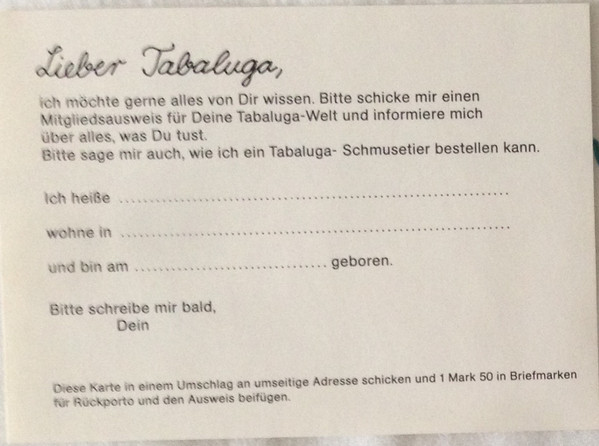 Lieber Tabaluga,
ich möchte gerne alles von Dir wissen. Bitte schicke mir einen
Mitgliedsausweis für Deine Tabaluga-Welt und informiere mich
über alles, was Du tust.
Bitte sage mir auch, wie ich ein Tabaluga- Schmusetier bestellen kann.
Ich heiße ......................................................................
wohne in ......................................................................
und bin am .................................. geboren.
Bitte schreibe mir bald,
Dein
Diese Karte in einem Umschlag an umseitige Adresse schicken und 1 Mark 50 in Briefmarken
für Rückporto und den Ausweis beifügen.